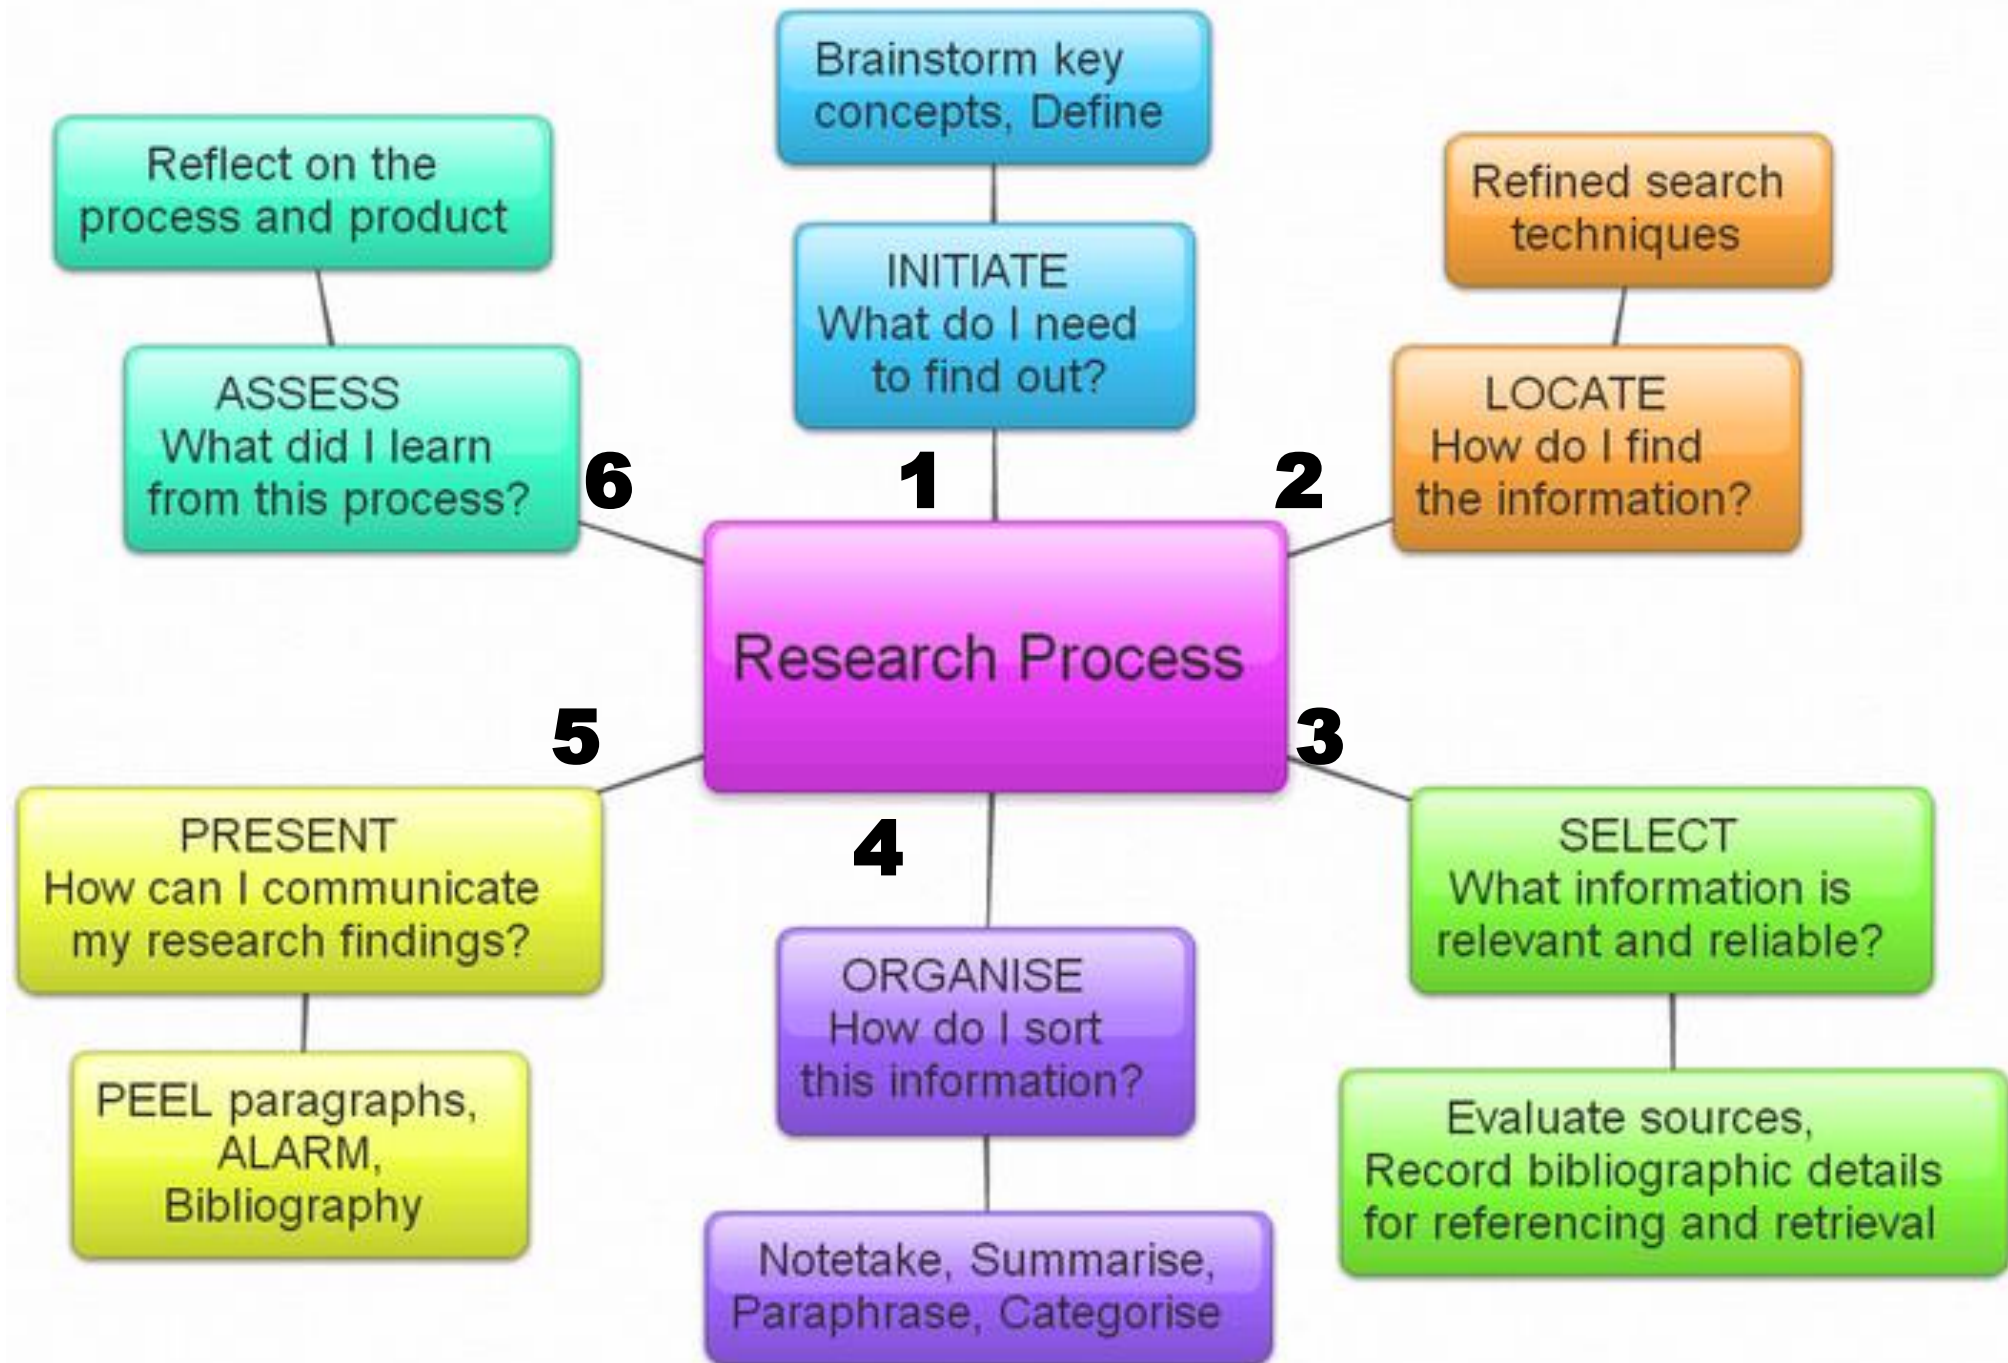 Research Process
1
INITIATE
What do I need
to find out?
Brainstorm key
concepts, Define
2
LOCATE
How do I find
the information?
Refined search
techniques
3
SELECT
What information is
relevant and reliable?
Evaluate sources,
Record bibliographic details
for referencing and retrieval
4
ORGANISE
How do I sort
this information?
Notetake, Summarise,
Paraphrase, Categorise
5
PRESENT
How can I communicate
my research findings?
PEEL paragraphs,
ALARM,
Bibliography
6
ASSESS
What did I learn
from this process?
Reflect on the
process and product